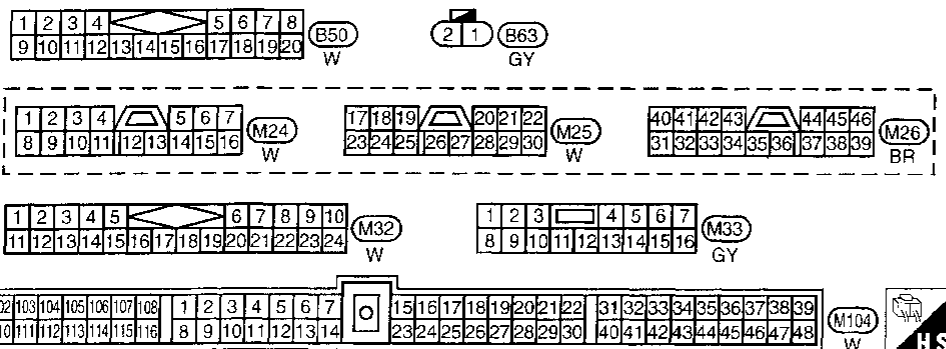 1 2 3 4 5 6 7 8 B50 2 1 B63
9 10 11 12 13 14 15 16 17 18 19 20 W GY
1 2 3 4 5 6 7 M24 17 18 19 20 21 22 M25 40 41 42 43 44 45 46 M26
8 9 10 11 12 13 14 15 16 W 23 24 25 26 27 28 29 30 W 31 32 33 34 35 36 37 38 39 BR
1 2 3 4 5 6 7 8 9 10 M32 1 2 3 4 5 6 7 M33
11 12 13 14 15 16 17 18 19 20 21 22 23 24 W 8 9 10 11 12 13 14 15 16 GY
103 104 105 106 107 108 1 2 3 4 5 6 7 15 16 17 18 19 20 21 22 31 32 33 34 35 36 37 38 39 M104
111 112 113 114 115 116 8 9 10 11 12 13 14 23 24 25 26 27 28 29 30 40 41 42 43 44 45 46 47 48 W